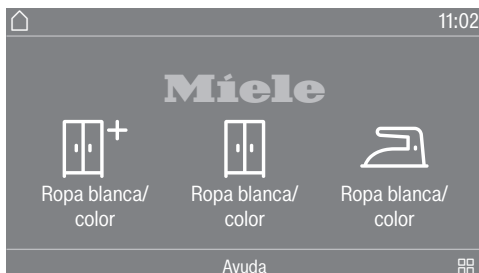 11:02
Miele
Ropa blanca/ Ropa blanca/ Ropa blanca/
color color color
Ayuda